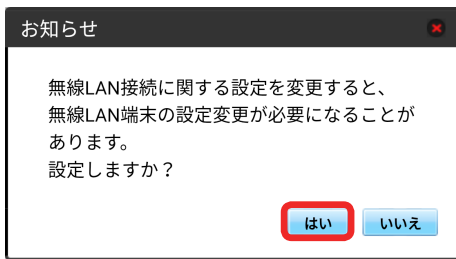 お知らせ
無線LAN接続に関する設定を変更すると、
無線LAN端末の設定変更が必要になることが
あります。
設定しますか？
はい いいえ